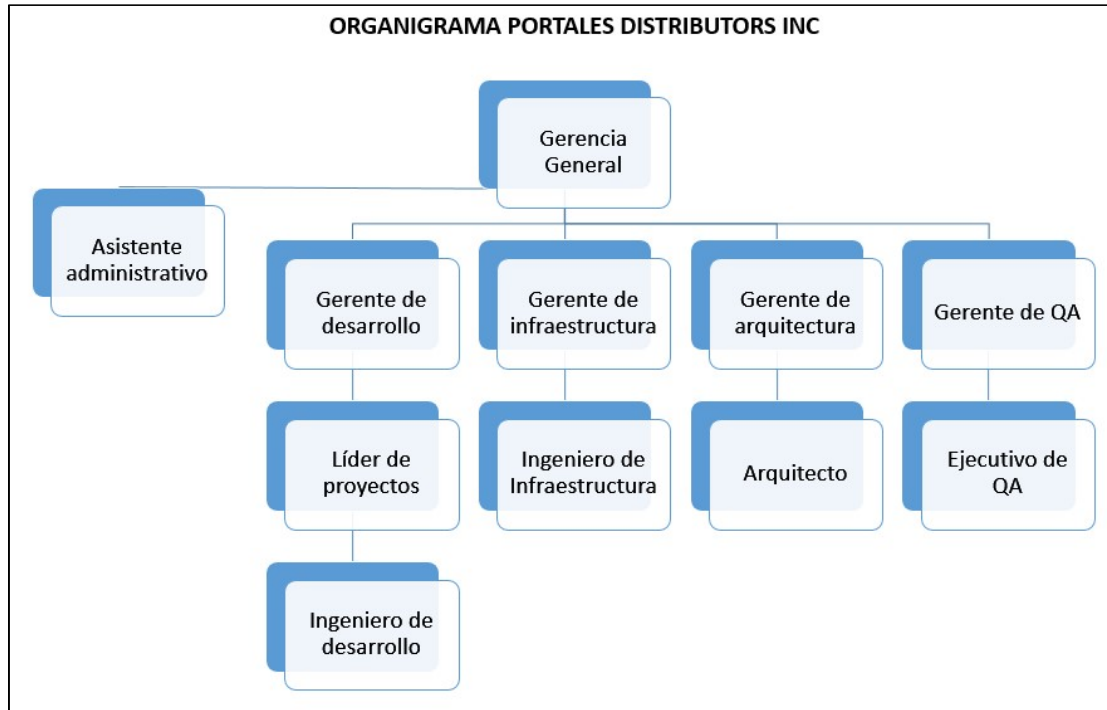 ORGANIGRAMA PORTALES DISTRIBUTORS INC
Gerencia
General
Asistente
administrativo
Gerente de
desarrollo
Gerente de
infraestructura
Gerente de
arquitectura
Gerente de QA
Líder de
proyectos
Ingeniero de
Infraestructura
Arquitecto
Ejecutivo de
QA
Ingeniero de
desarrollo